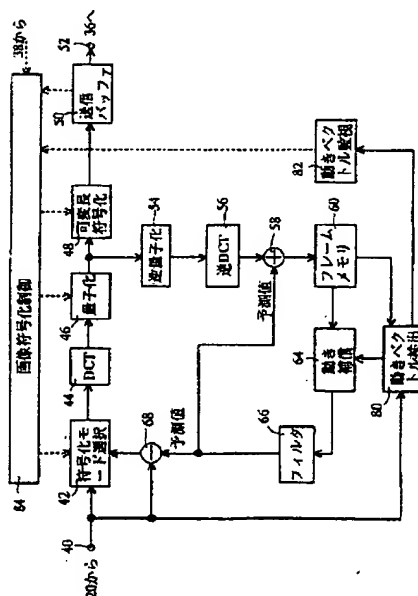 38から
画像符号化制御
84
20から
40
符号化モー
ド選択
42
DCT
44
量子化
46
可変長
符号化
48
送信
バッファ
50
52
36へ
逆量子化
54
逆DCT
56
予測値
58
68
予測値
フィルタ
66
動き
補償
64
フレーム
メモリ
60
動きベク
トル検出
80
動きベク
トル監視
82